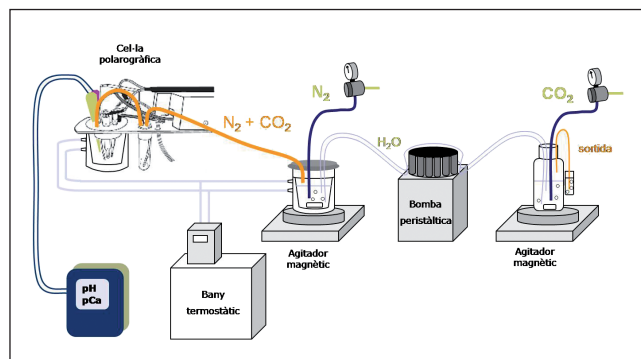 Cel·la
polarogràfica
N2
CO2
N2 + CO2
H2O
sortida
Bomba
peristàltica
Agitador
magnètic
Agitador
magnètic
pH
pCa
Bany
termostàtic